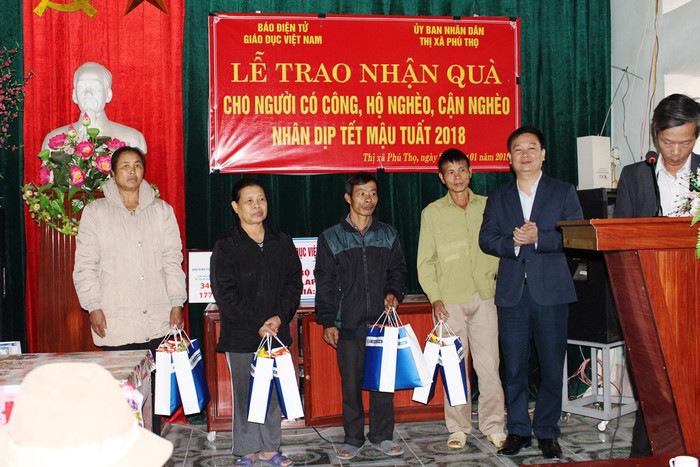 BÁO ĐIỆN TỬ
GIÁO DỤC VIỆT NAM
ỦY BAN NHÂN DÂN
THỊ XÃ PHÚ THỌ
LỄ TRAO NHẬN QUÀ
CHO NGƯỜI CÓ CÔNG, HỘ NGHÈO, CẬN NGHÈO
NHÂN DỊP TẾT MẬU TUẤT 2018
Thị xã Phú Thọ, ngày 01 năm 2018